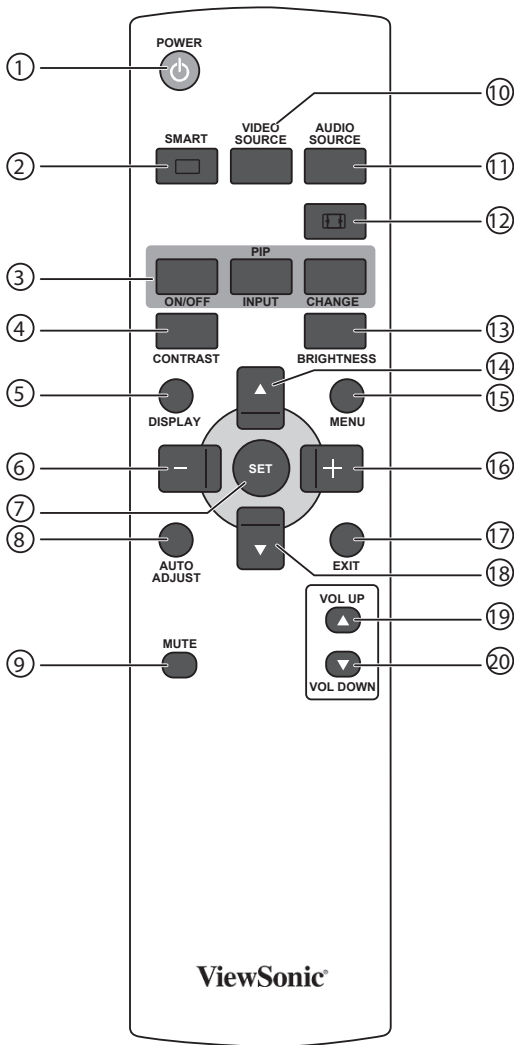 POWER
1
10
SMART
VIDEO
SOURCE
AUDIO
SOURCE
2
11
12
PIP
3
ON/OFF
INPUT
CHANGE
4
13
CONTRAST
BRIGHTNESS
14
5
15
DISPLAY
MENU
6
−
SET
+
16
7
8
17
AUTO
ADJUST
EXIT
18
VOL UP
19
MUTE
9
20
VOL DOWN
ViewSonic®